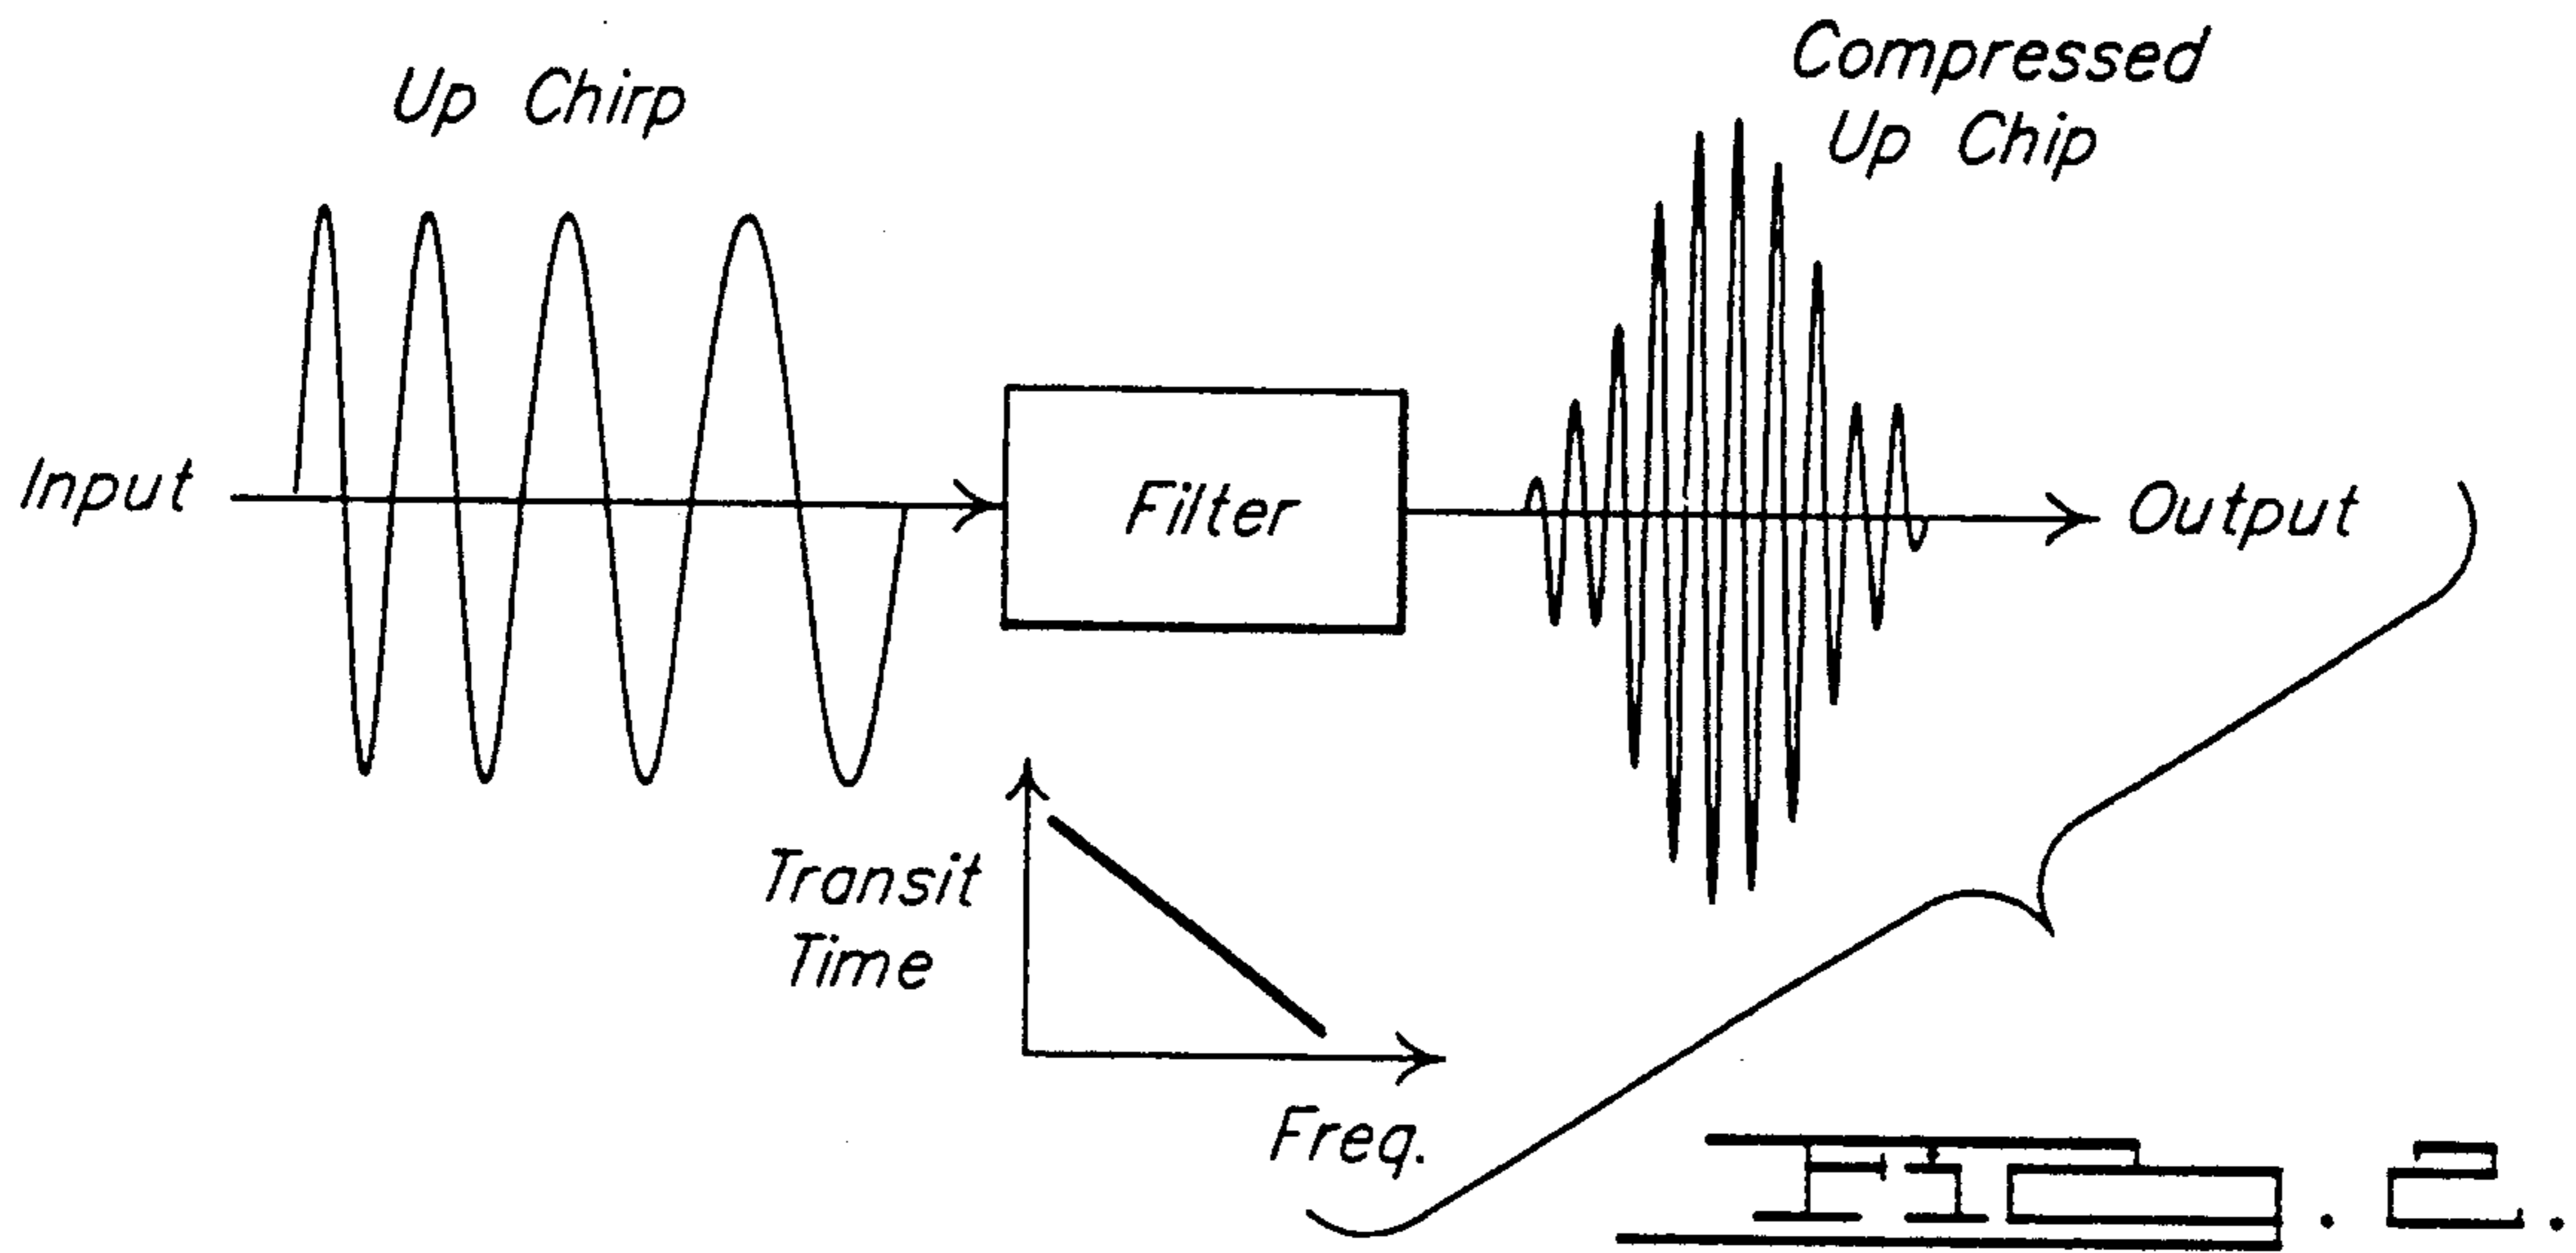 Up Chirp
Compressed
Up Chip
Input
Filter
Output
Transit
Time
Freq.
FIG. 2.